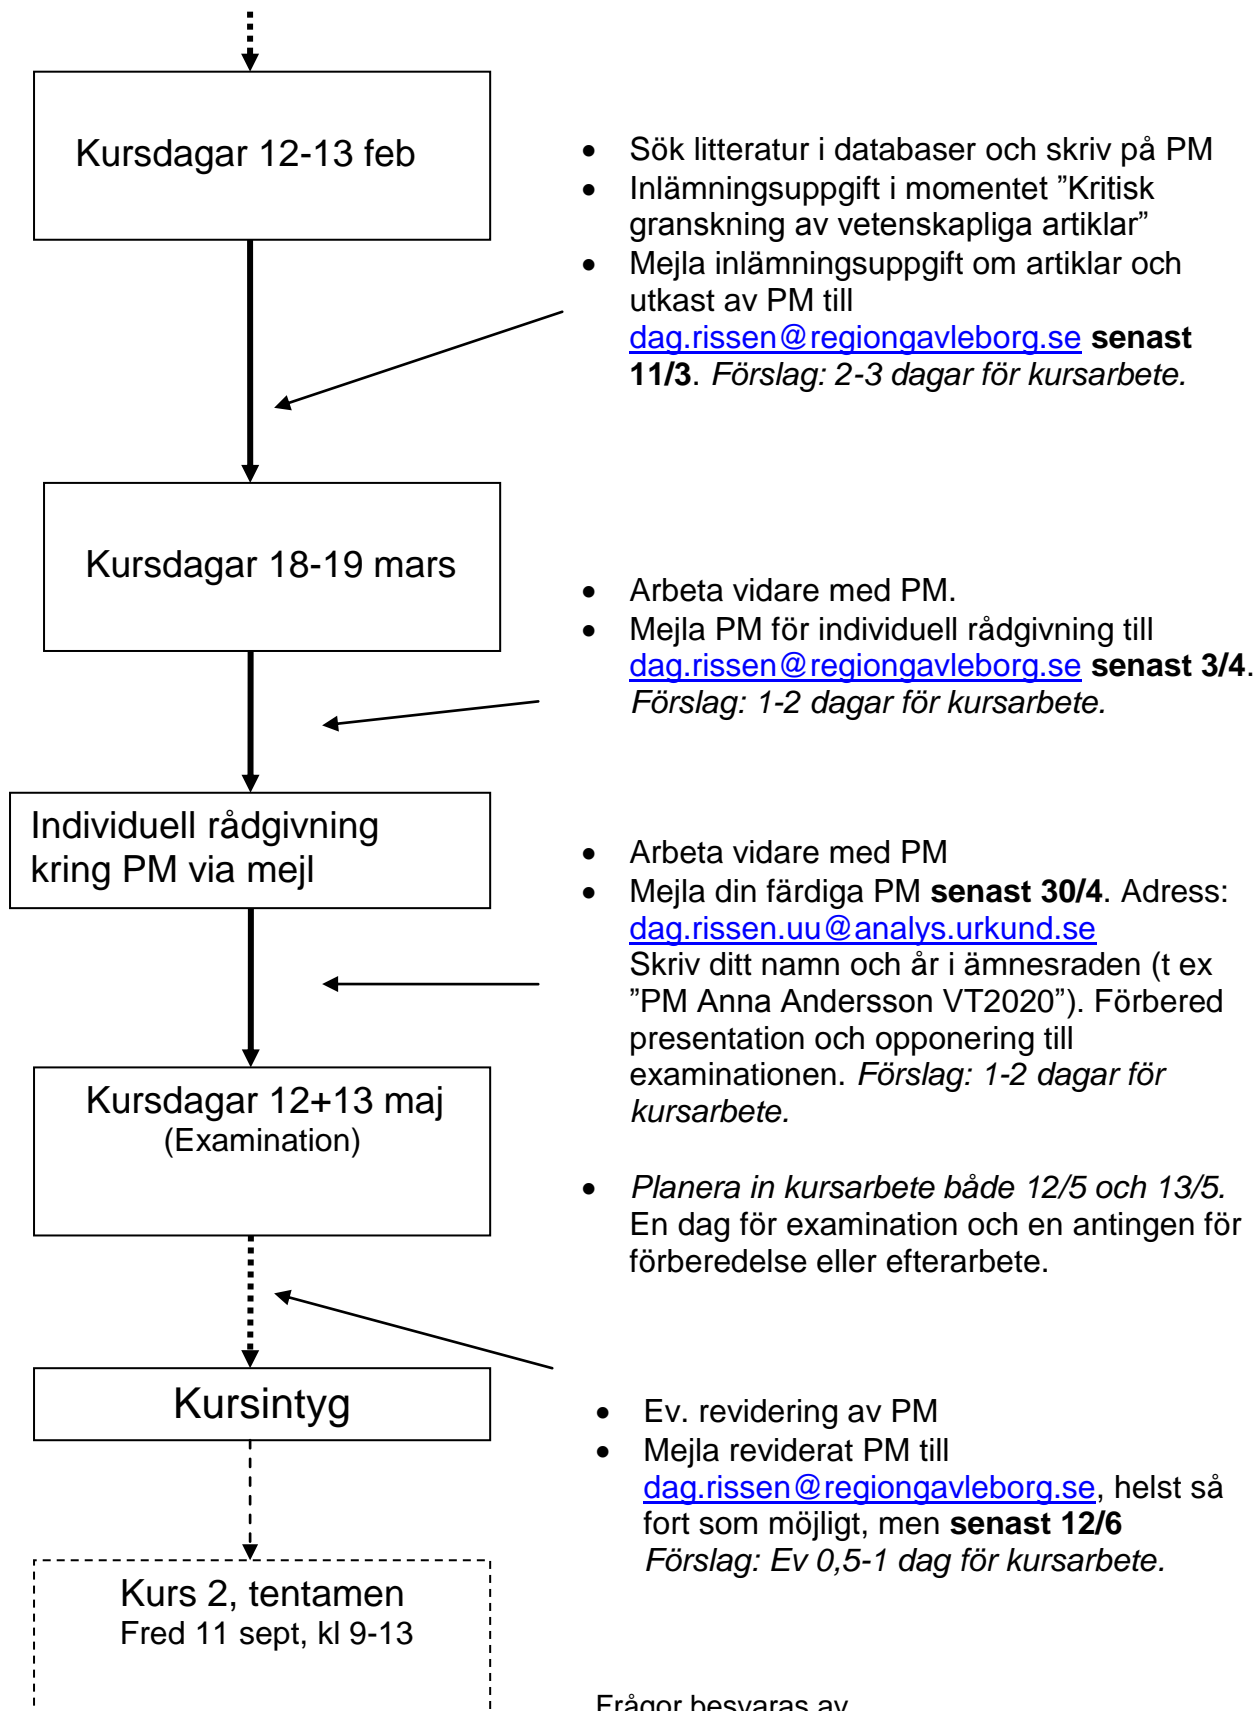 Kursdagar 12-13 feb
• Sök litteratur i databaser och skriv på PM
• Inlämningsuppgift i momentet ”Kritisk
granskning av vetenskapliga artiklar”
• Mejla inlämningsuppgift om artiklar och
utkast av PM till
dag.rissen@regiongavleborg.se senast
11/3. Förslag: 2-3 dagar för kursarbete.
Kursdagar 18-19 mars
• Arbeta vidare med PM.
• Mejla PM för individuell rådgivning till
dag.rissen@regiongavleborg.se senast 3/4.
Förslag: 1-2 dagar för kursarbete.
Individuell rådgivning
kring PM via mejl
• Arbeta vidare med PM
• Mejla din färdiga PM senast 30/4. Adress:
dag.rissen.uu@analys.urkund.se
Skriv ditt namn och år i ämnesraden (t ex
”PM Anna Andersson VT2020”). Förbered
presentation och opponering till
examinationen. Förslag: 1-2 dagar för
kursarbete.
Kursdagar 12+13 maj
(Examination)
• Planera in kursarbete både 12/5 och 13/5.
En dag för examination och en antingen för
förberedelse eller efterarbete.
Kursintyg
• Ev. revidering av PM
• Mejla reviderat PM till
dag.rissen@regiongavleborg.se, helst så
fort som möjligt, men senast 12/6
Förslag: Ev 0,5-1 dag för kursarbete.
Kurs 2, tentamen
Fred 11 sept, kl 9-13
Frågor besvaras av